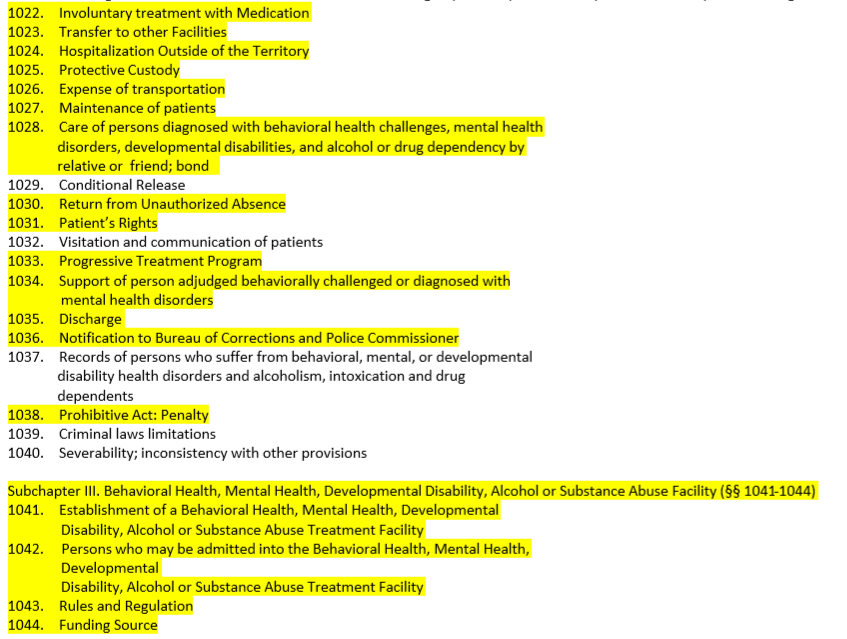 1022. Involuntary treatment with Medication
1023. Transfer to other Facilities
1024. Hospitalization Outside of the Territory
1025. Protective Custody
1026. Expense of transportation
1027. Maintenance of patients
1028. Care of persons diagnosed with behavioral health challenges, mental health
disorders, developmental disabilities, and alcohol or drug dependency by
relative or friend; bond
1029. Conditional Release
1030. Return from Unauthorized Absence
1031. Patient’s Rights
1032. Visitation and communication of patients
1033. Progressive Treatment Program
1034. Support of person adjudged behaviorally challenged or diagnosed with
mental health disorders
1035. Discharge
1036. Notification to Bureau of Corrections and Police Commissioner
1037. Records of persons who suffer from behavioral, mental, or developmental
disability health disorders and alcoholism, intoxication and drug
dependents
1038. Prohibitive Act: Penalty
1039. Criminal laws limitations
1040. Severability; inconsistency with other provisions
Subchapter III. Behavioral Health, Mental Health, Developmental Disability, Alcohol or Substance Abuse Facility (§§ 1041-1044)
1041. Establishment of a Behavioral Health, Mental Health, Developmental
Disability, Alcohol or Substance Abuse Treatment Facility
1042. Persons who may be admitted into the Behavioral Health, Mental Health,
Developmental
Disability, Alcohol or Substance Abuse Treatment Facility
1043. Rules and Regulation
1044. Funding Source